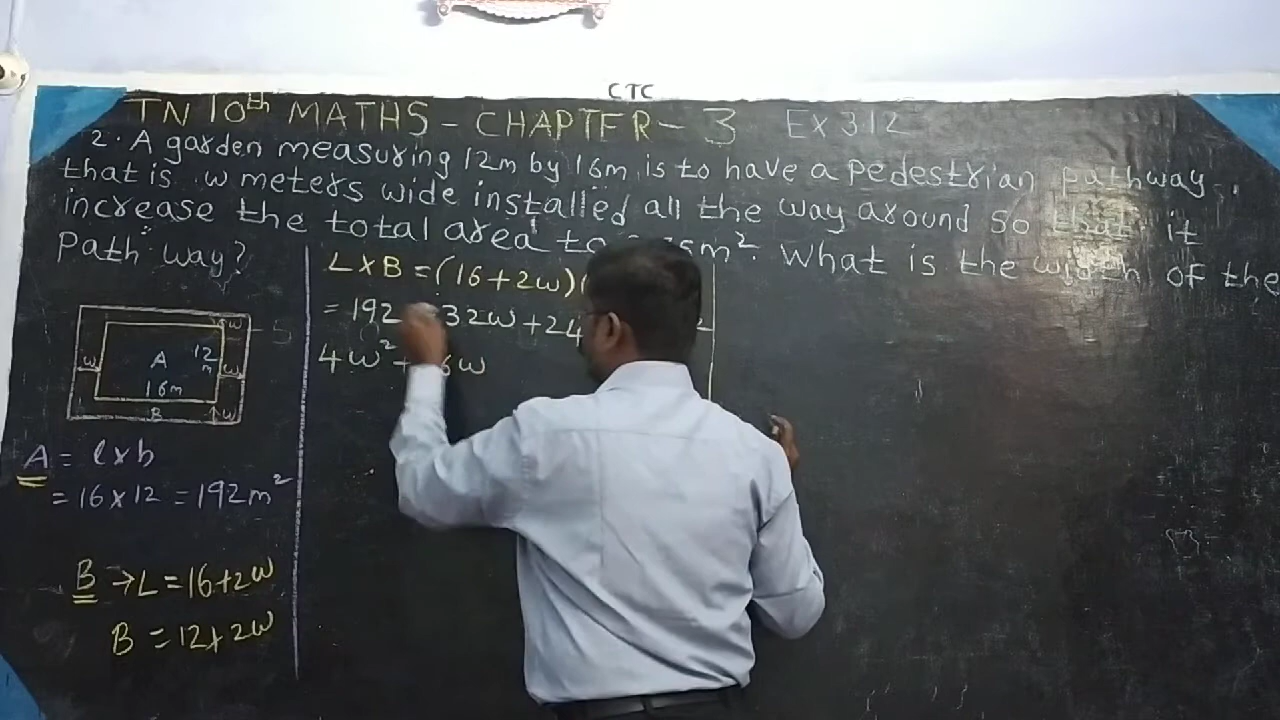 CTC
TN 10th MATHS - CHAPTER - 3 Ex 3.12
2. A garden measuring 12m by 16m is to have a pedestrian pathway
that is w meters wide installed all the way around so that it
increase the total area to 5m². What is the width of the
Path way?
L x B = (16+2w)(
= 192 32w + 24
4w² + 6w
w
A
12
m
w
w
16m
B
w
A = l x b
= 16 x 12 = 192m²
B → L = 16+2w
B = 12+2w